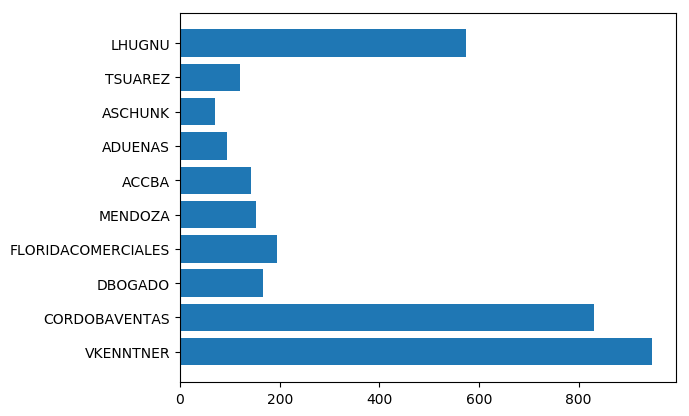 LHUGNU
TSUAREZ
ASCHUNK
ADUENAS
ACCBA
MENDOZA
FLORIDACOMERCIALES
DBOGADO
CORDOBAVENTAS
VKENNTNER
0 200 400 600 800